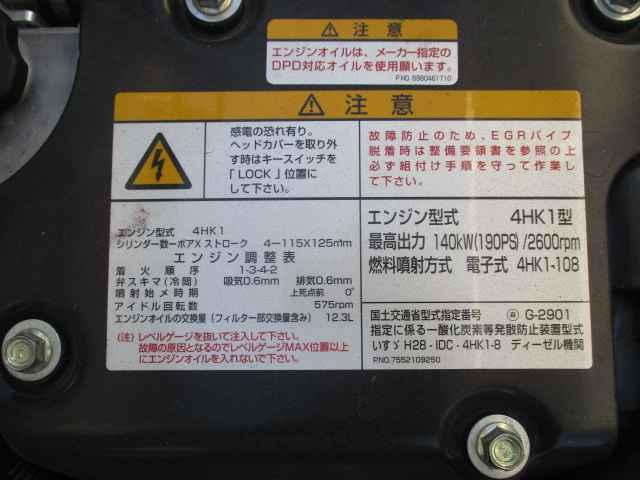 ⚠ 注意
エンジンオイルは、メーカー指定の
DPD対応オイルを使用願います。
P.NO. 8980461710
⚠ 注意
感電の恐れ有り。
ヘッドカバーを取り外
す時はキースイッチを
「LOCK」位置に
して下さい。
故障防止のため、EGRパイプ
脱着時は整備要領書を参照の上
必ず組付け手順を守って作業し
て下さい。
エンジン型式 4HK1
シリンダー数ーボアXストローク 4ー115X125mm
エンジン調整表
着火順序 1-3-4-2
弁スキマ(冷間) 吸気0.6mm 排気0.6mm
噴射始メ時期 上死点前 0°
アイドル回転数 575rpm
エンジンオイルの交換量(フィルター部交換量含み) 12.3L
(注) レベルゲージを抜いて注入して下さい。
故障の原因となるのでレベルゲージMAX位置以上
にエンジンオイルを入れないで下さい。
エンジン型式 4HK1型
最高出力 140kW(190PS)/2600rpm
燃料噴射方式 電子式 4HK1-108
国土交通省型式指定番号 G-2901
指定に係る一酸化炭素等発散防止装置型式
いすゞ H28・IDC・4HK1-8 ディーゼル機関
P.NO. 7552109250